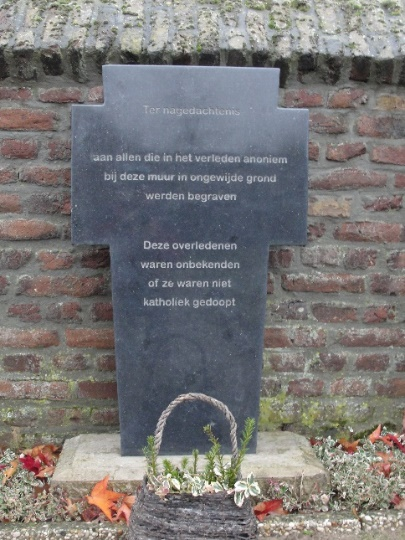 Ter nagedachtenis
aan allen die in het verleden anoniem
bij deze muur in ongewijde grond
werden begraven
Deze overledenen
waren onbekenden
of ze waren niet
katholiek gedoopt